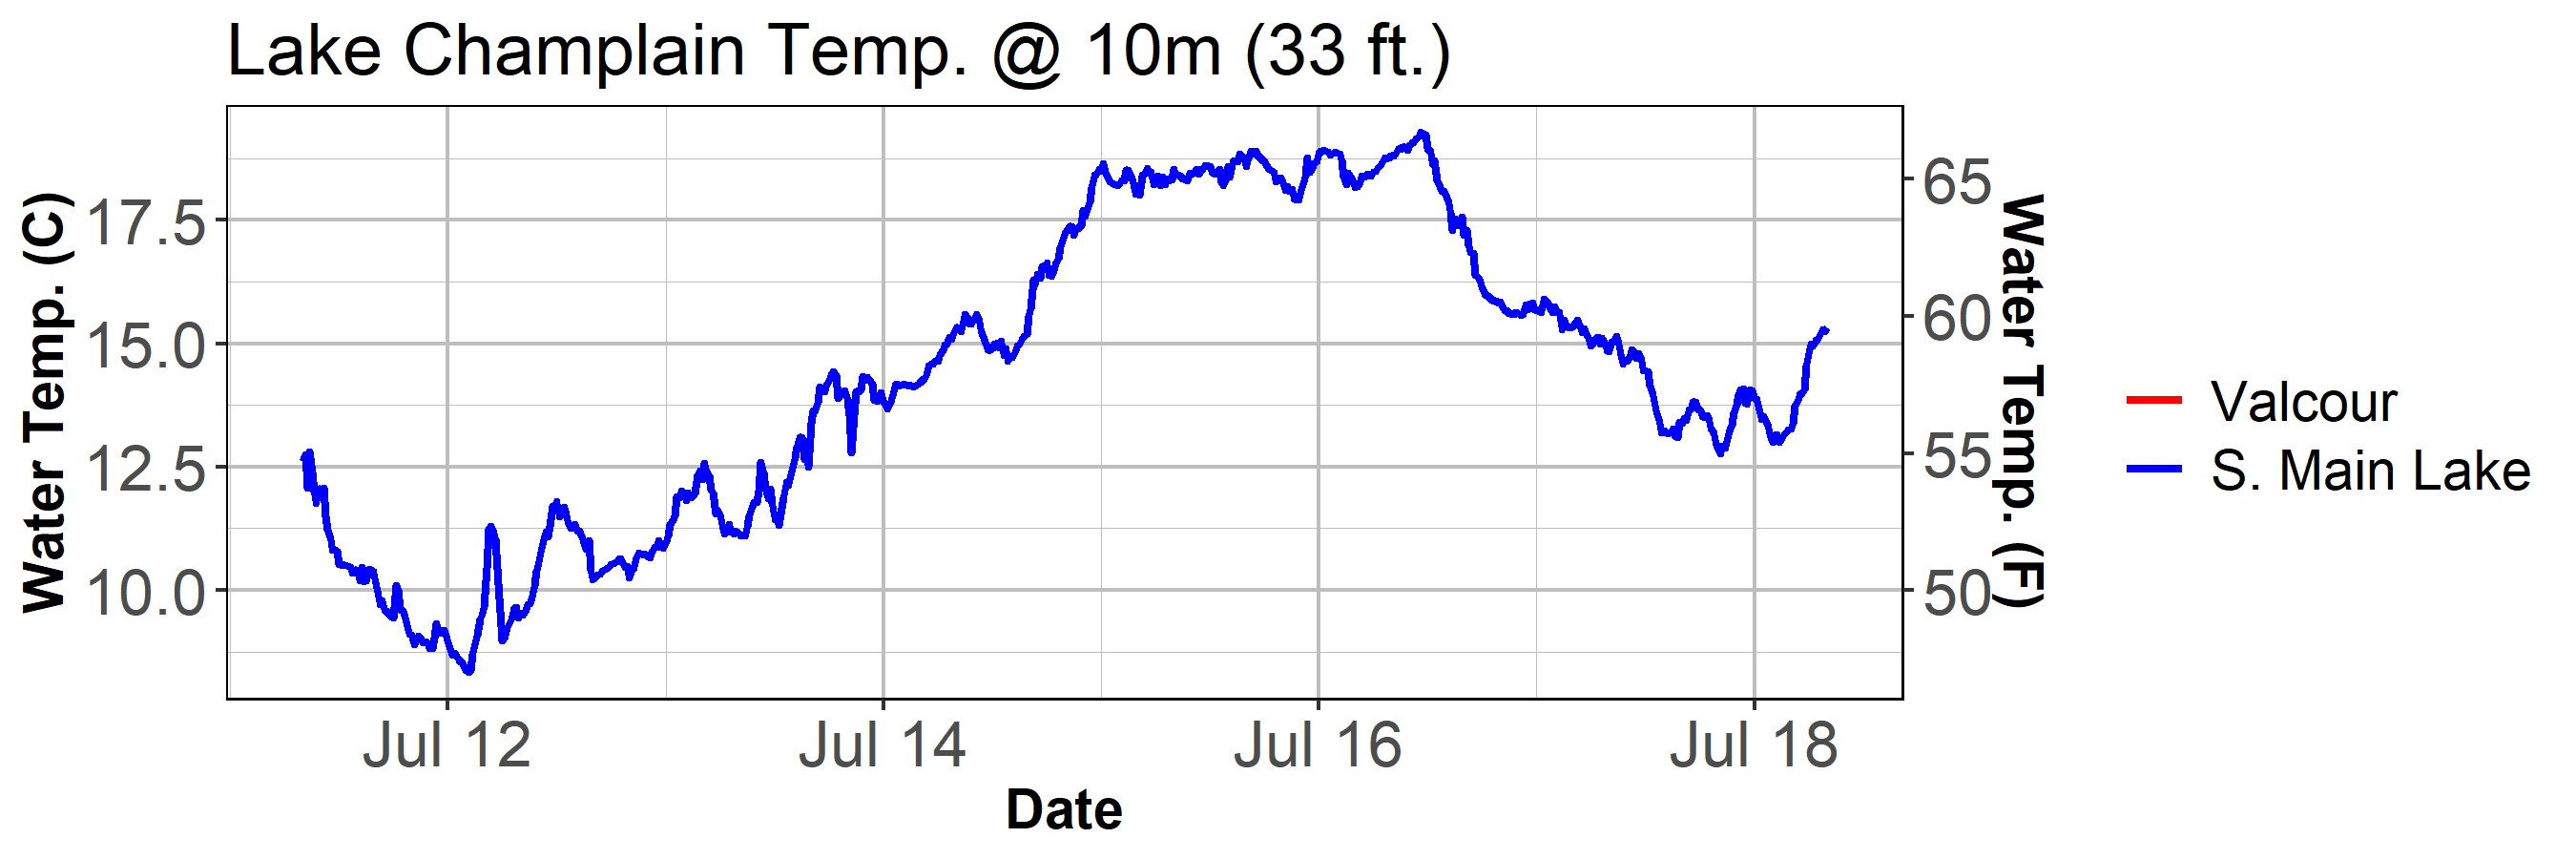 Lake Champlain Temp. @ 10m (33 ft.)
Water Temp. (C)
17.5
15.0
12.5
10.0
65
60
55
50
Water Temp. (F)
Jul 12
Jul 14
Jul 16
Jul 18
Date
Valcour
S. Main Lake